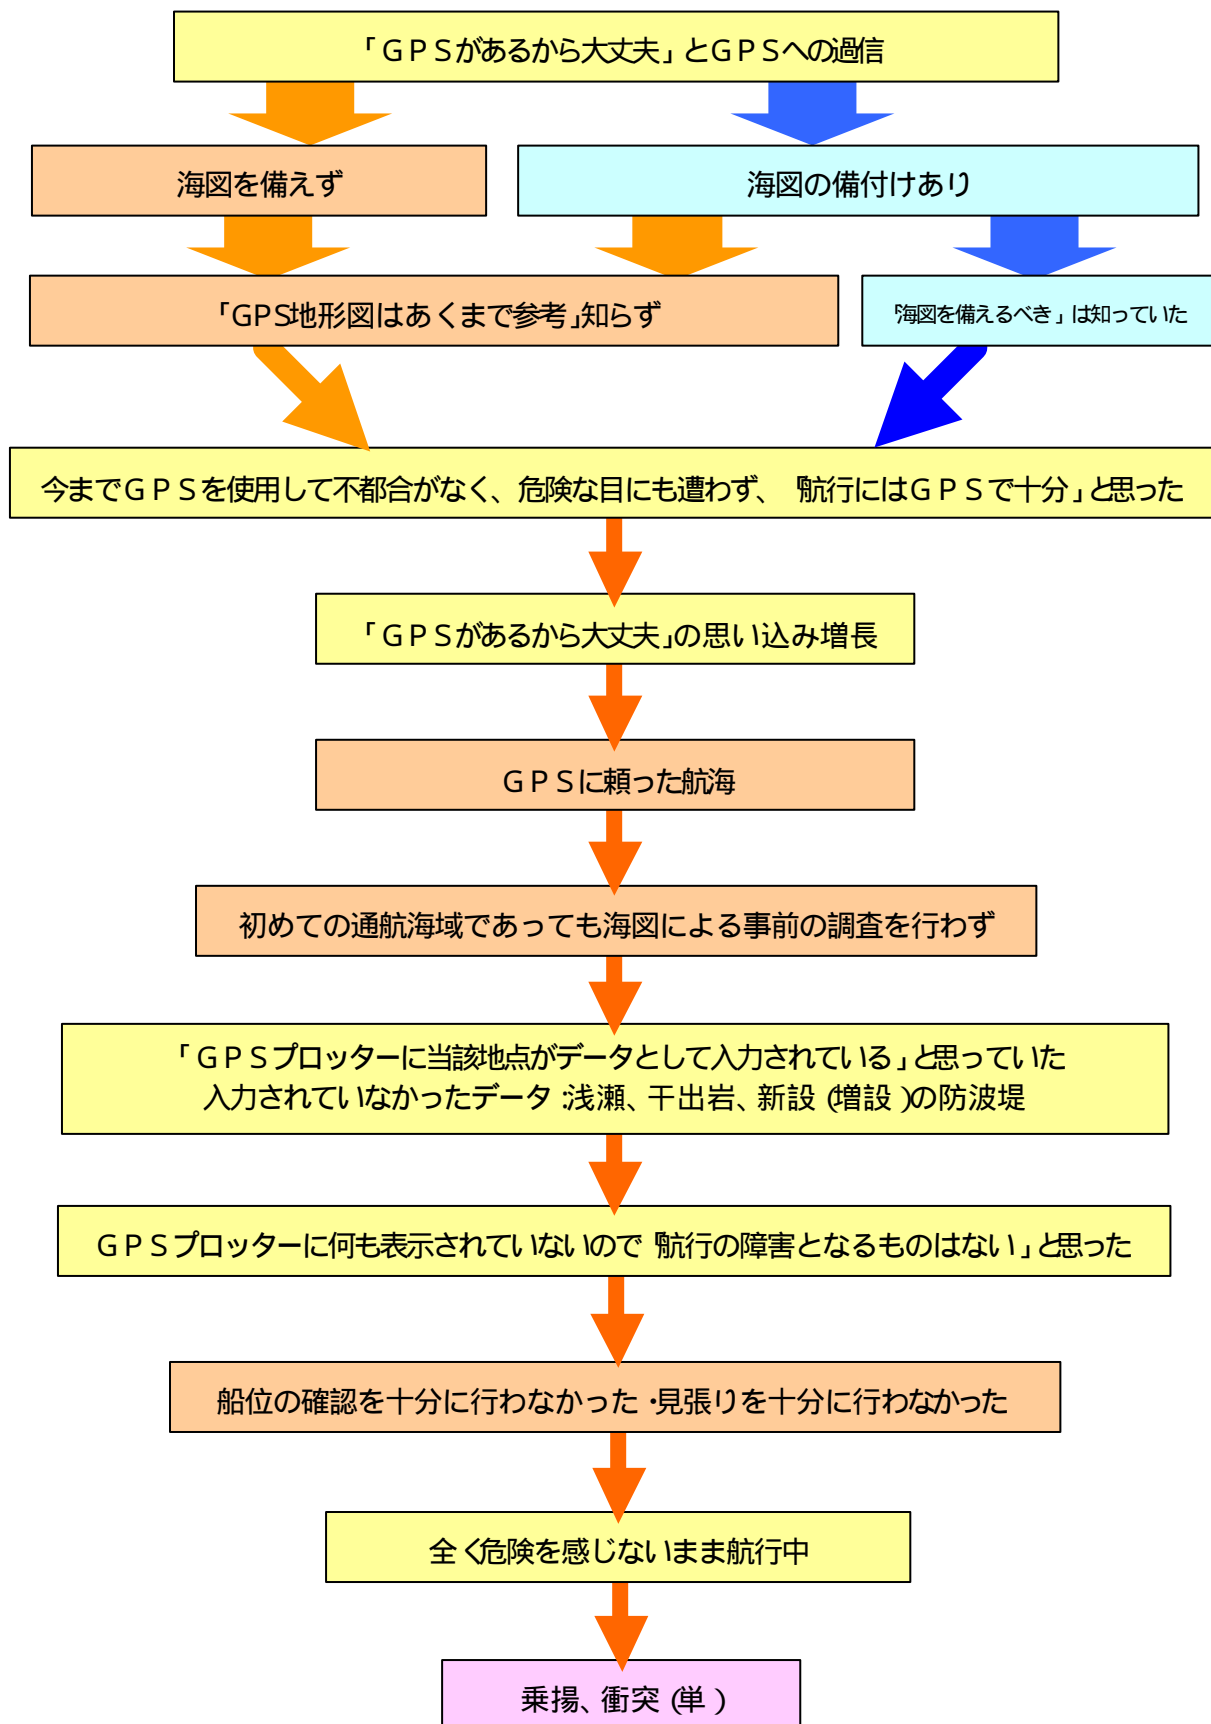 「ＧＰＳがあるから大丈夫」とＧＰＳへの過信
海図を備えず
海図の備付けあり
「GPS地形図はあくまで参考」知らず
「海図を備えるべき」は知っていた
今までＧＰＳを使用して不都合がなく、危険な目にも遭わず、「航行にはＧＰＳで十分」と思った
「ＧＰＳがあるから大丈夫」の思い込み増長
ＧＰＳに頼った航海
初めての通航海域であっても海図による事前の調査を行わず
「ＧＰＳプロッターに当該地点がデータとして入力されている」と思っていた
入力されていなかったデータ：浅瀬、干出岩、新設（増設）の防波堤
ＧＰＳプロッターに何も表示されていないので「航行の障害となるものはない」と思った
船位の確認を十分に行わなかった・見張りを十分に行わなかった
全く危険を感じないまま航行中
乗揚、衝突（単）